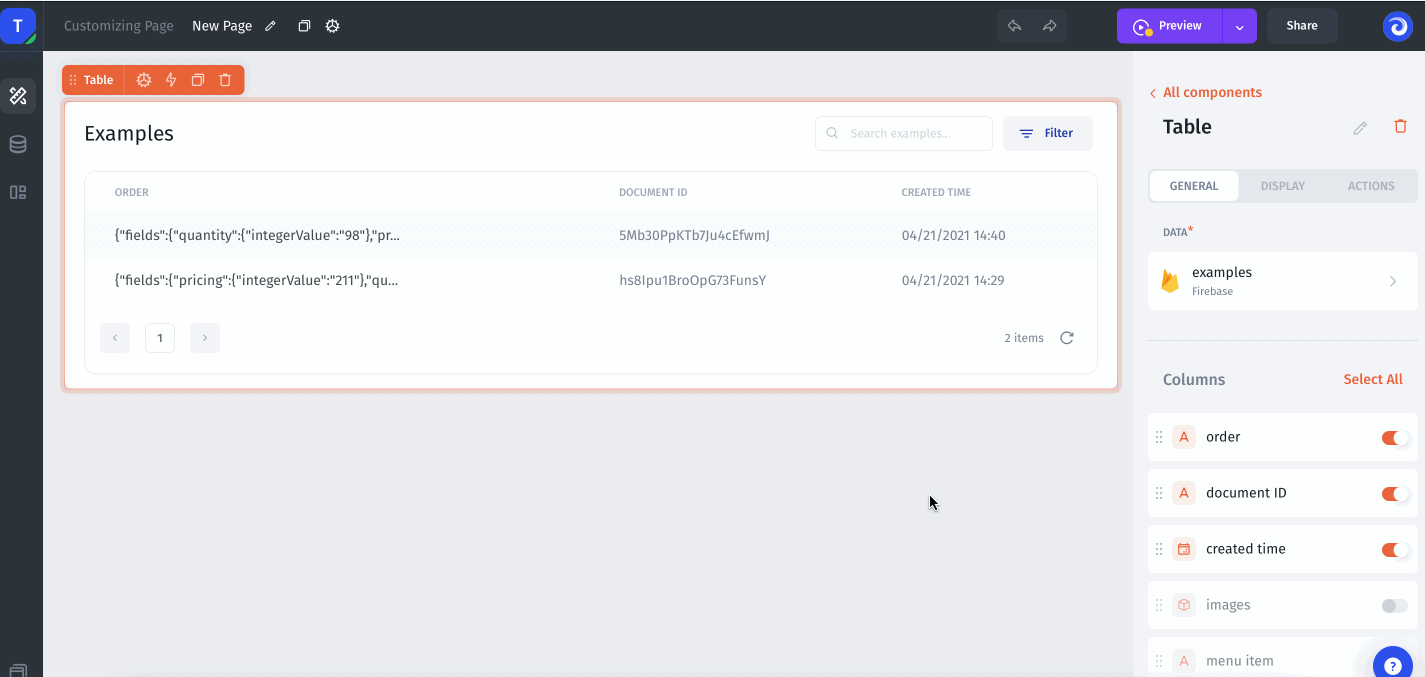 T
Customizing Page New Page
Preview
Share
Table
Examples
Search examples...
Filter
ORDER DOCUMENT ID CREATED TIME
{"fields":{"quantity":{"integerValue":"98"},"pr... 5Mb30PpKTb7Ju4cEfwmJ 04/21/2021 14:40
{"fields":{"pricing":{"integerValue":"211"},"qu... hs8Ipu1BroOpG73FunsY 04/21/2021 14:29
1
2 items
All components
Table
GENERAL DISPLAY ACTIONS
DATA*
examples
Firebase
Columns Select All
A order
A document ID
created time
images
A menu item
?